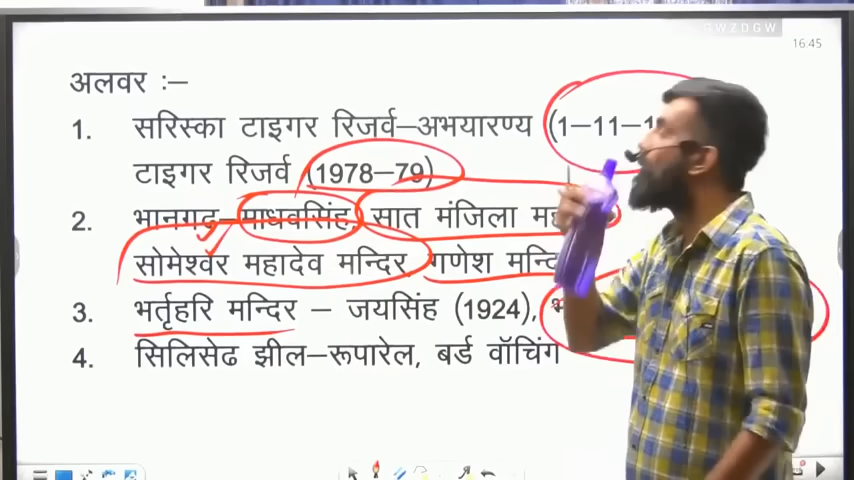 GWZDGW
16:45
अलवर :–
1. सरिस्का टाइगर रिजर्व–अभयारण्य (1–11–1
टाइगर रिजर्व (1978–79)
2. भानगढ–माधवसिंह, सात मंजिला
सोमेश्वर महादेव मन्दिर, गणेश
3. भर्तृहरि मन्दिर – जयसिंह (1924),
4. सिलिसेढ झील–रूपारेल, बर्ड वॉचिंग